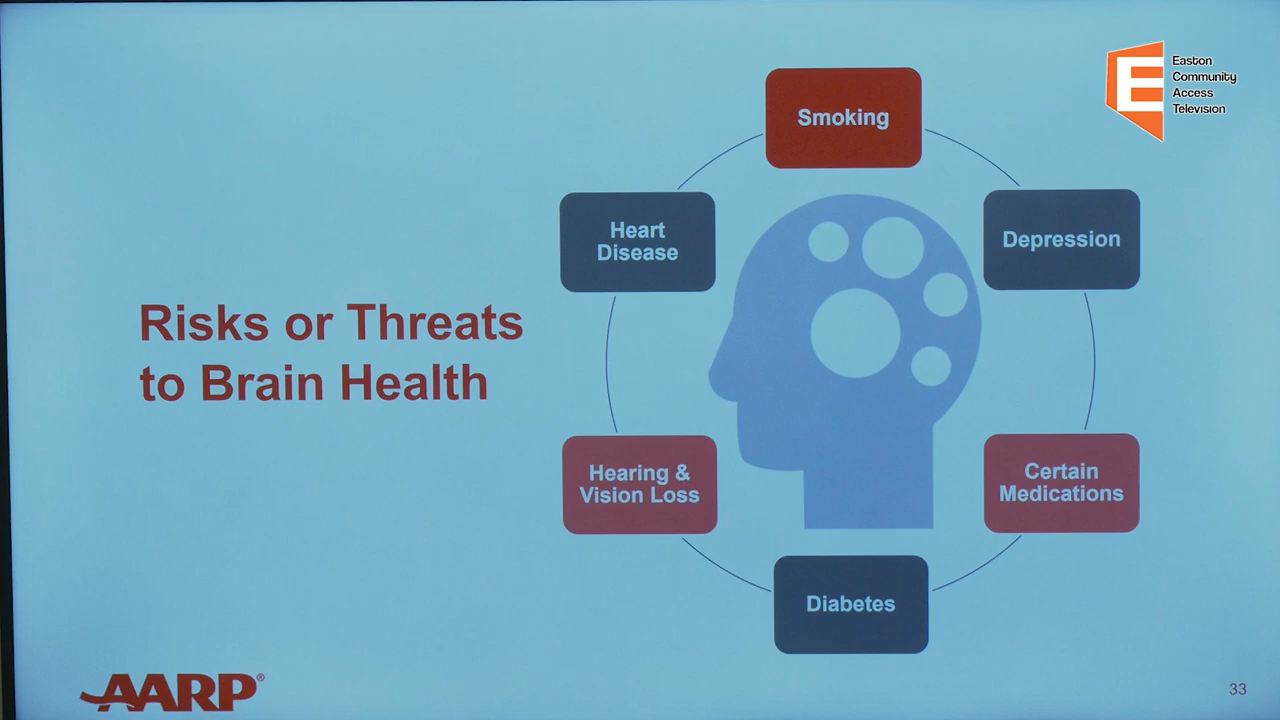 Risks or Threats
to Brain Health
Smoking
Depression
Certain
Medications
Diabetes
Hearing &
Vision Loss
Heart
Disease
E
Easton
Community
Access
Television
AARP®
33